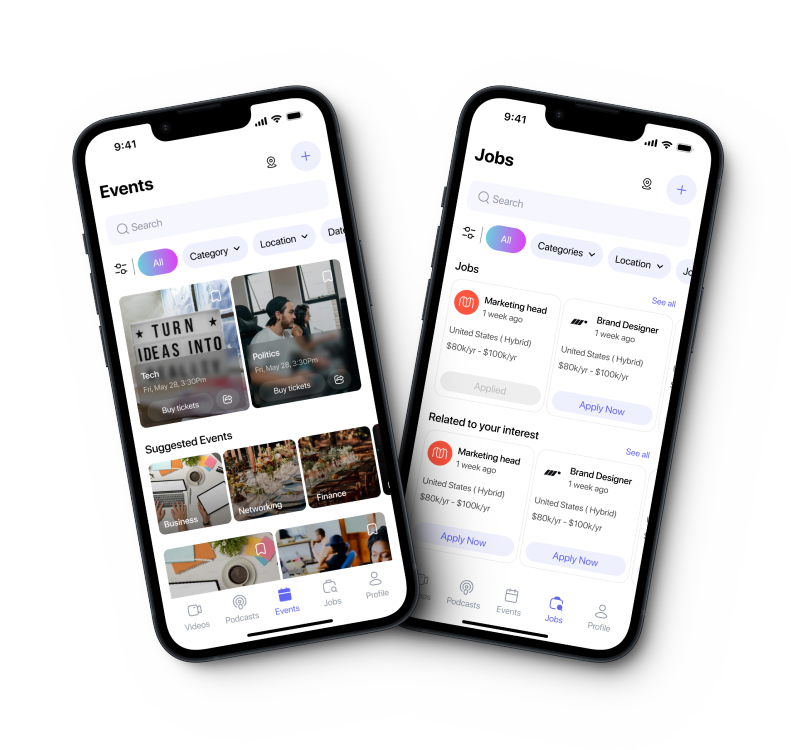 9:41
Events
Search
All
Category
Location
Date
TURN
IDEAS INTO
REALITY
Tech
Fri, May 28, 3:30Pm
Buy tickets
Politics
Fri, May 28, 3:30Pm
Buy tickets
Suggested Events
Business
Networking
Finance
Videos
Podcasts
Events
Jobs
Profile
9:41
Jobs
Search
All
Categories
Location
Jo
Jobs
See all
Marketing head
1 week ago
United States ( Hybrid)
$80k/yr - $100k/yr
Applied
Brand Designer
1 week ago
United States ( Hybrid)
$80k/yr - $100k/yr
Apply Now
Related to your interest
See all
Marketing head
1 week ago
United States ( Hybrid)
$80k/yr - $100k/yr
Apply Now
Brand Designer
1 week ago
United States ( Hybrid)
$80k/yr - $100k/yr
Apply Now
eos
Podcasts
Events
Jobs
Profile